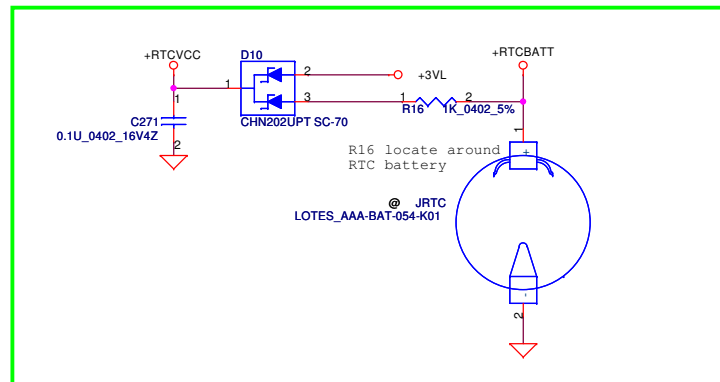 +RTCVCC
D10
+RTCBATT
1
2
+3VL
3
1
2
R16
1K_0402_5%
1
C271
0.1U_0402_16V4Z
2
CHN202UPT SC-70
1
R16 locate around
RTC battery
+
@ JRTC
LOTES_AAA-BAT-054-K01
-
2